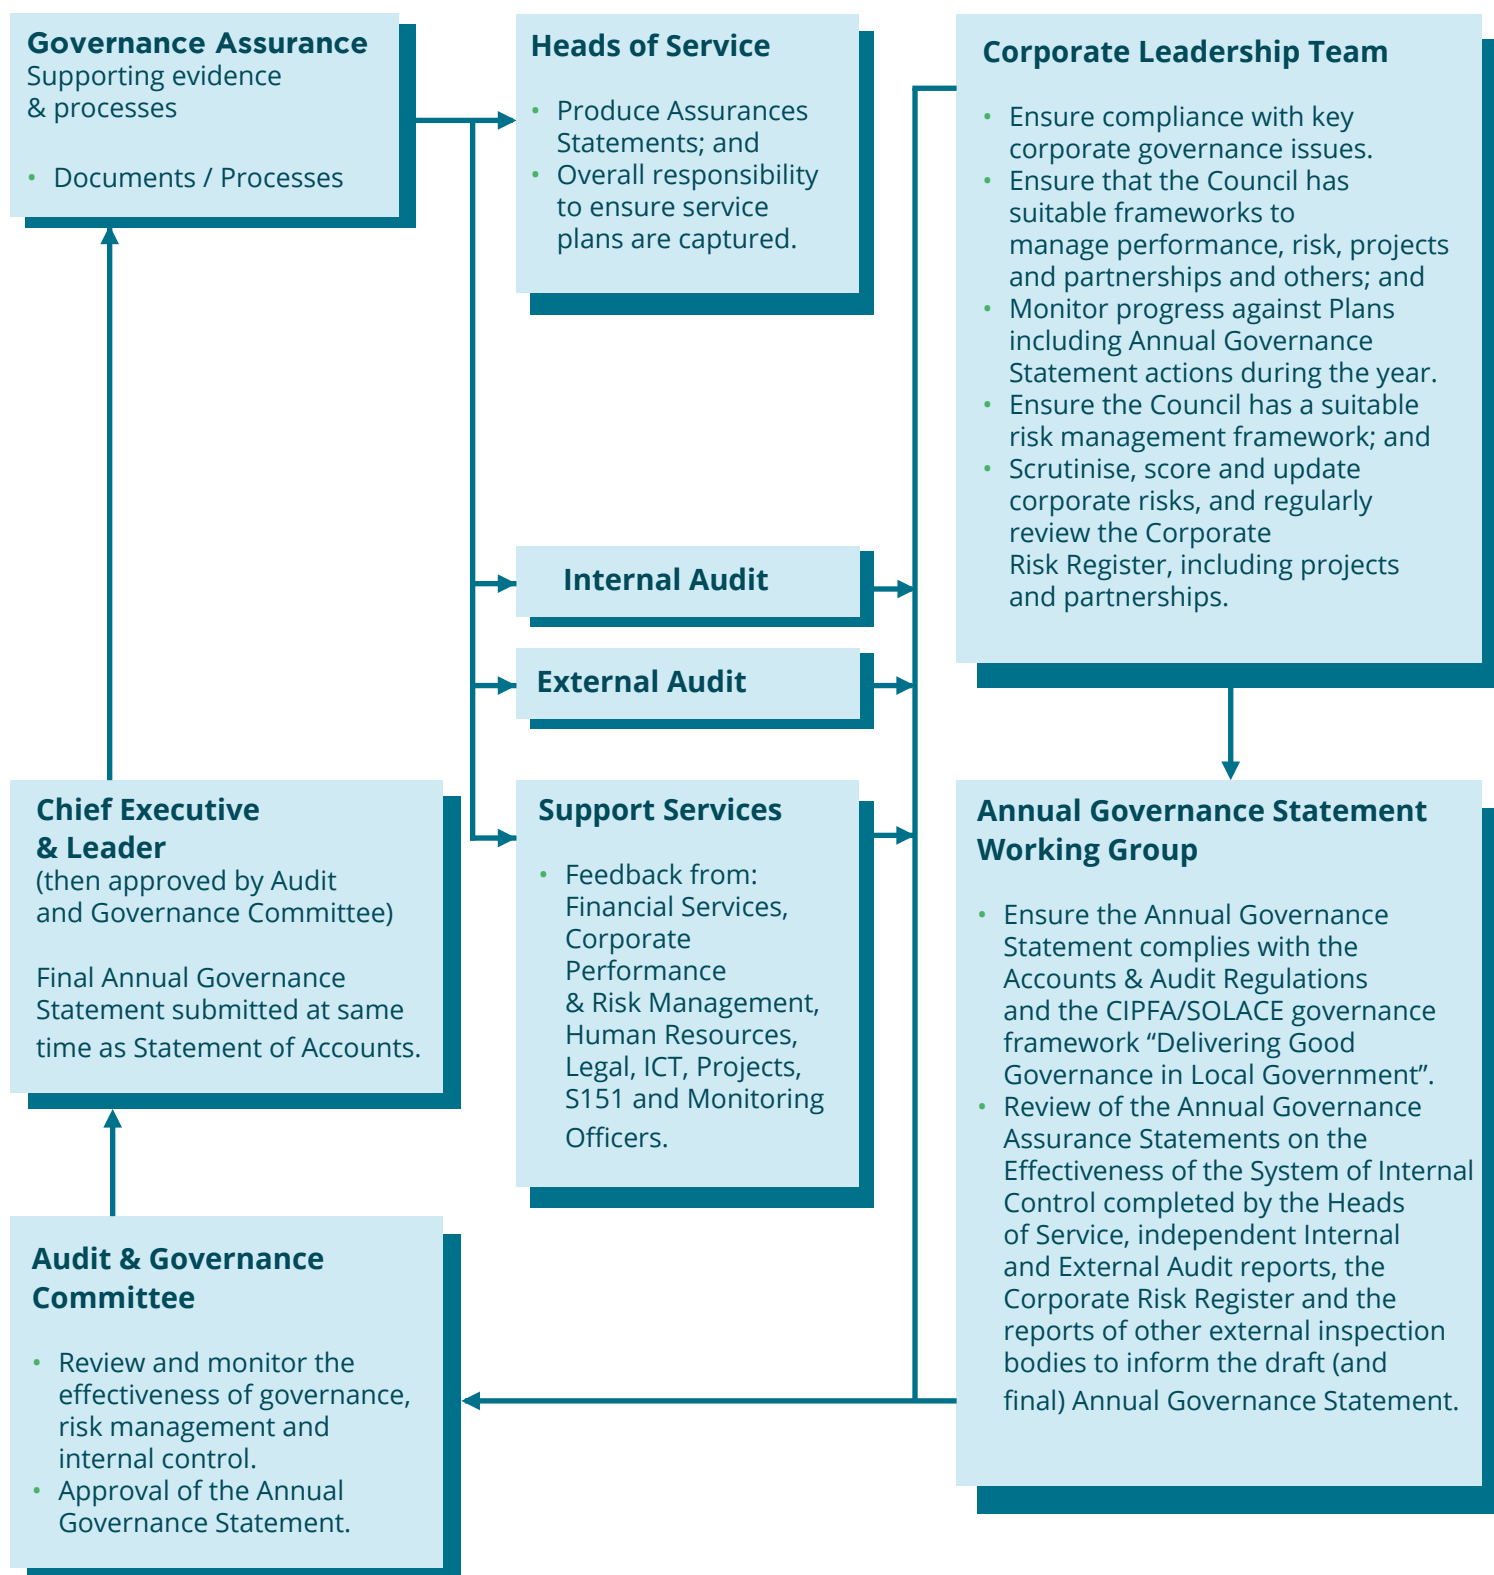 Governance Assurance
Supporting evidence
& processes
• Documents / Processes
Heads of Service
• Produce Assurances
Statements; and
• Overall responsibility
to ensure service
plans are captured.
Corporate Leadership Team
• Ensure compliance with key
corporate governance issues.
• Ensure that the Council has
suitable frameworks to
manage performance, risk, projects
and partnerships and others; and
• Monitor progress against Plans
including Annual Governance
Statement actions during the year.
• Ensure the Council has a suitable
risk management framework; and
• Scrutinise, score and update
corporate risks, and regularly
review the Corporate
Risk Register, including projects
and partnerships.
Internal Audit
External Audit
Chief Executive
& Leader
(then approved by Audit
and Governance Committee)
Final Annual Governance
Statement submitted at same
time as Statement of Accounts.
Support Services
• Feedback from:
Financial Services,
Corporate
Performance
& Risk Management,
Human Resources,
Legal, ICT, Projects,
S151 and Monitoring
Officers.
Annual Governance Statement
Working Group
• Ensure the Annual Governance
Statement complies with the
Accounts & Audit Regulations
and the CIPFA/SOLACE governance
framework “Delivering Good
Governance in Local Government”.
• Review of the Annual Governance
Assurance Statements on the
Effectiveness of the System of Internal
Control completed by the Heads
of Service, independent Internal
and External Audit reports, the
Corporate Risk Register and the
reports of other external inspection
bodies to inform the draft (and
final) Annual Governance Statement.
Audit & Governance
Committee
• Review and monitor the
effectiveness of governance,
risk management and
internal control.
• Approval of the Annual
Governance Statement.